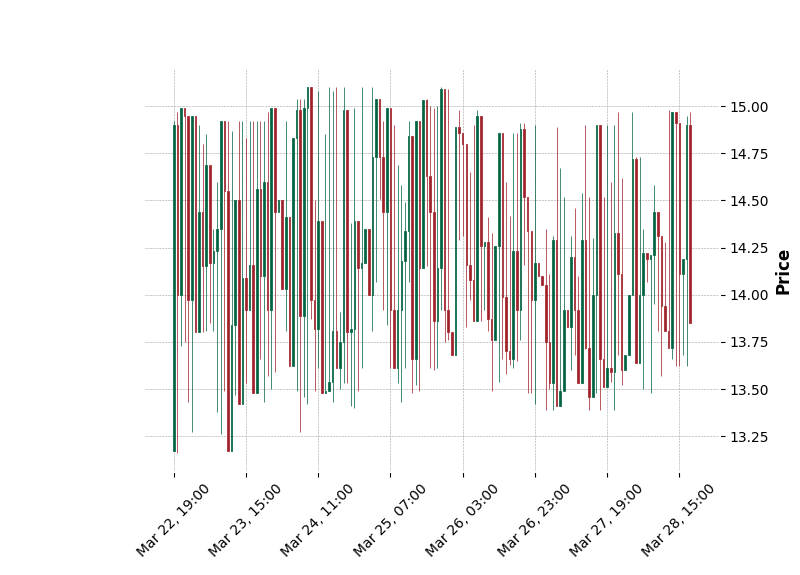 15.00
14.75
14.50
14.25
14.00
13.75
13.50
13.25
Price
Mar 22, 19:00
Mar 23, 15:00
Mar 24, 11:00
Mar 25, 07:00
Mar 26, 03:00
Mar 26, 23:00
Mar 27, 19:00
Mar 28, 15:00